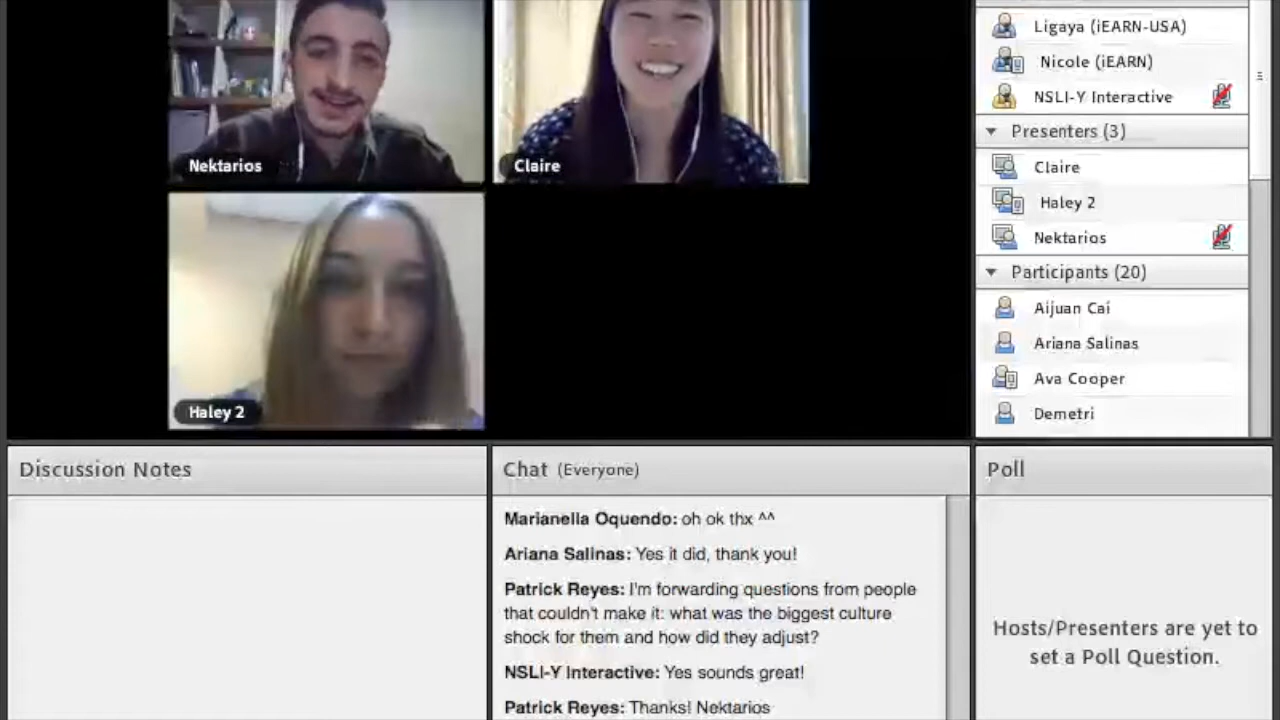 Nektarios
Claire
Haley 2
Ligaya (iEARN-USA)
Nicole (iEARN)
NSLI-Y Interactive
Presenters (3)
Claire
Haley 2
Nektarios
Participants (20)
Aijuan Cai
Ariana Salinas
Ava Cooper
Demetri
Discussion Notes
Chat (Everyone)
Marianella Oquendo: oh ok thx ^^
Ariana Salinas: Yes it did, thank you!
Patrick Reyes: I'm forwarding questions from people
that couldn't make it: what was the biggest culture
shock for them and how did they adjust?
NSLI-Y Interactive: Yes sounds great!
Patrick Reyes: Thanks! Nektarios
Poll
Hosts/Presenters are yet to
set a Poll Question.